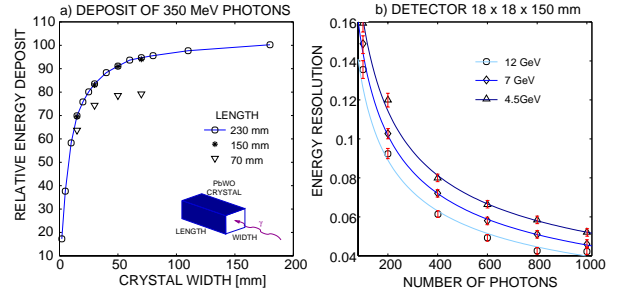 a) DEPOSIT OF 350 MeV PHOTONS
RELATIVE ENERGY DEPOSIT
110
100
90
80
70
60
50
40
30
20
10
LENGTH
230 mm
150 mm
70 mm
PbWO
CRYSTAL
γ
LENGTH
WIDTH
0
50
100
150
200
CRYSTAL WIDTH [mm]
b) DETECTOR 18 x 18 x 150 mm
ENERGY RESOLUTION
0.16
0.14
0.12
0.1
0.08
0.06
0.04
12 GeV
7 GeV
4.5GeV
200
400
600
800
1000
NUMBER OF PHOTONS